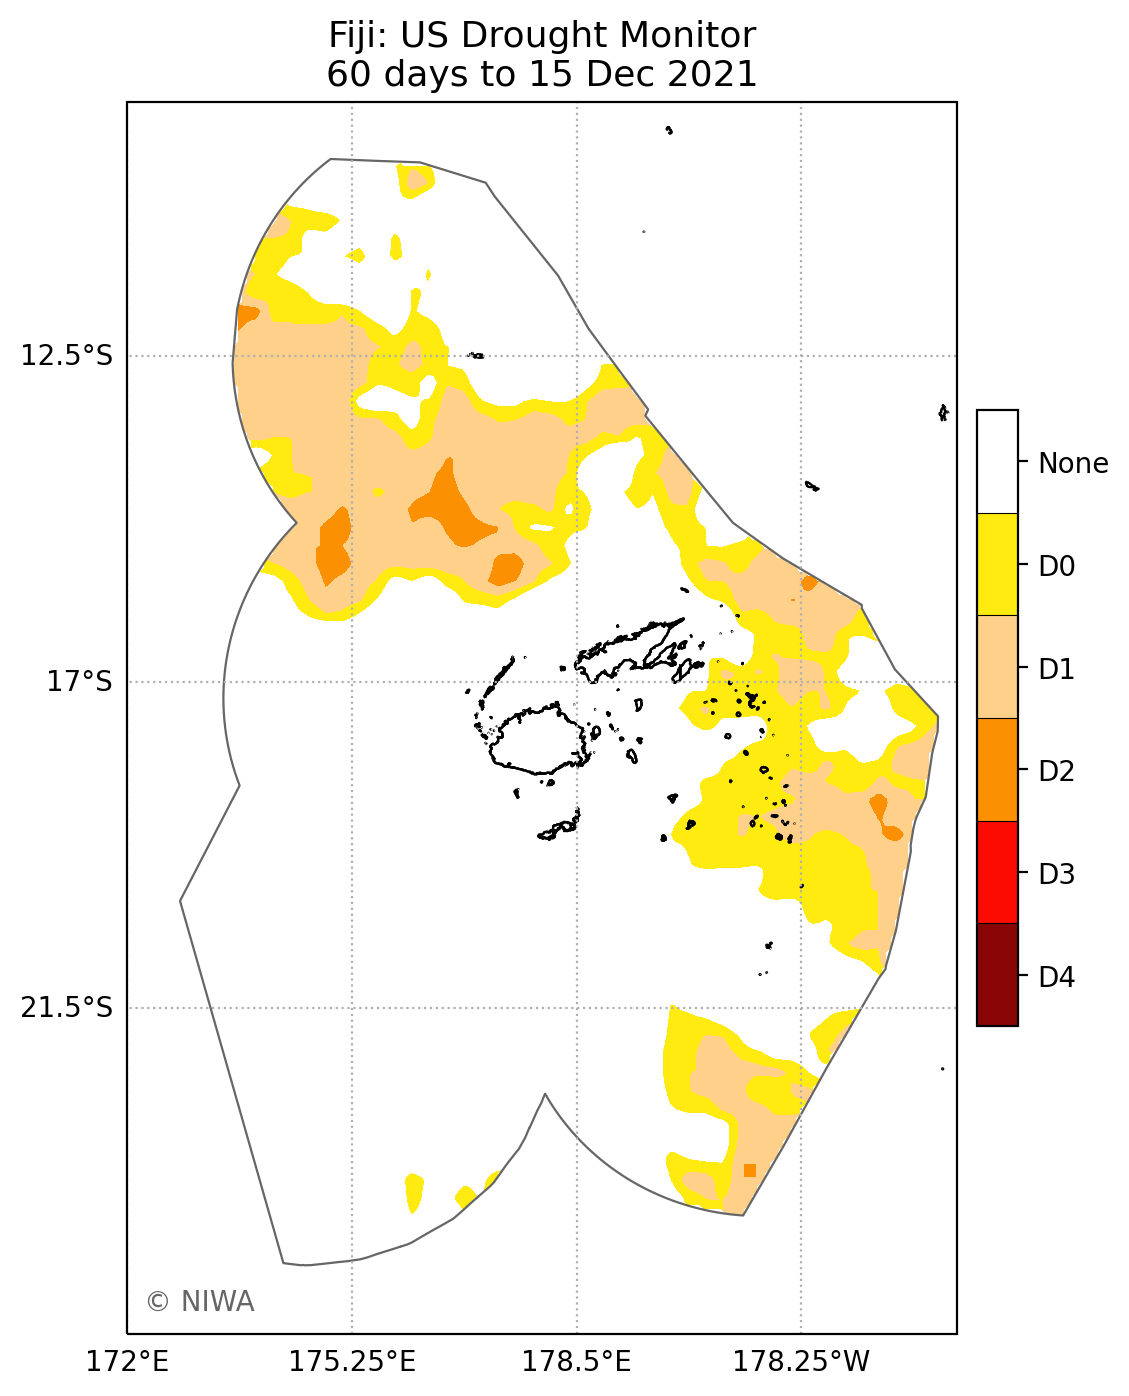 Fiji: US Drought Monitor
60 days to 15 Dec 2021
12.5°S
17°S
21.5°S
172°E
175.25°E
178.5°E
178.25°W
None
D0
D1
D2
D3
D4
© NIWA